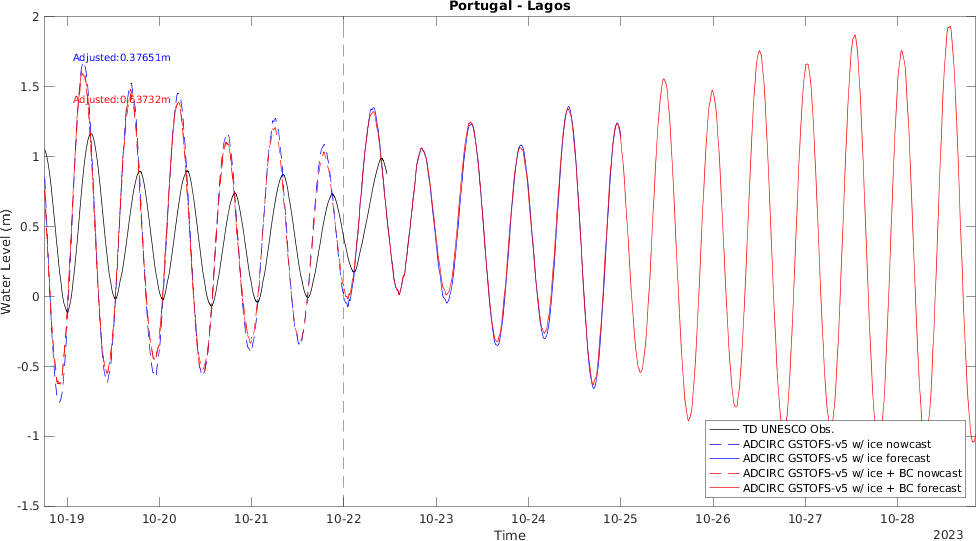 Portugal - Lagos
2
1.5
1
0.5
0
-0.5
-1
-1.5
Water Level (m)
Adjusted:0.37651m
Adjusted:0.63732m
TD UNESCO Obs.
ADCIRC GSTOFS-v5 w/ ice nowcast
ADCIRC GSTOFS-v5 w/ ice forecast
ADCIRC GSTOFS-v5 w/ ice + BC nowcast
ADCIRC GSTOFS-v5 w/ ice + BC forecast
10-19 10-20 10-21 10-22 10-23 10-24 10-25 10-26 10-27 10-28
Time
2023